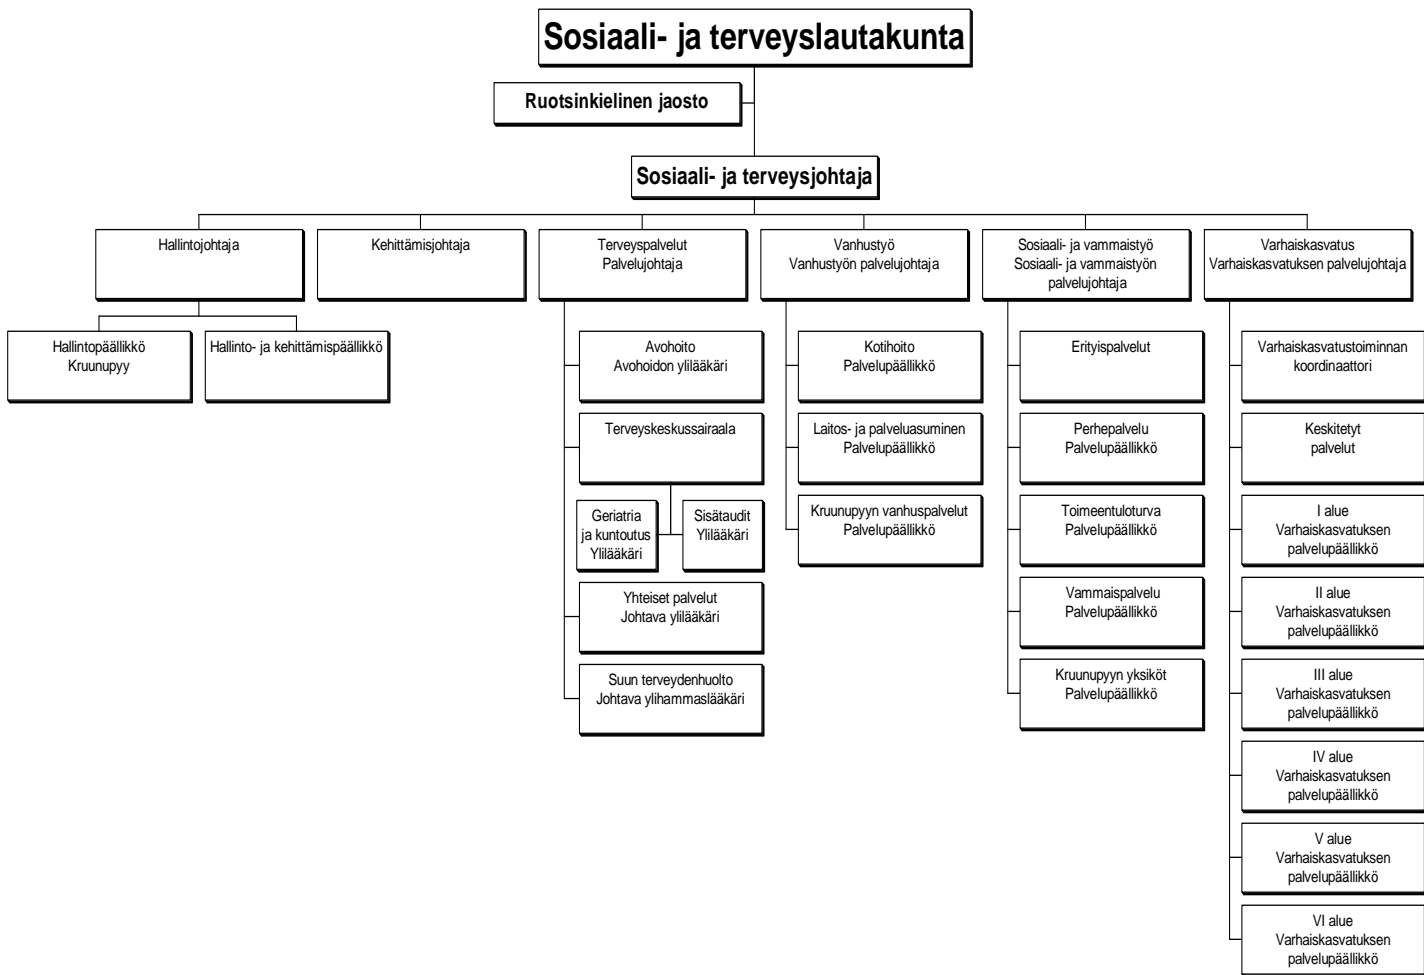 Sosiaali- ja terveyslautakunta
Ruotsinkielinen jaosto
Sosiaali- ja terveysjohtaja
Hallintojohtaja
Kehittämisjohtaja
Terveyspalvelut
Palvelujohtaja
Vanhustyö
Vanhustyön palvelujohtaja
Sosiaali- ja vammaistyö
Sosiaali- ja vammaistyön
palvelujohtaja
Varhaiskasvatus
Varhaiskasvatuksen palvelujohtaja
Hallintopäällikkö
Kruunupyy
Hallinto- ja kehittämispäällikkö
Avohoito
Avohoidon ylilääkäri
Terveyskeskussairaala
Geriatria
ja kuntoutus
Ylilääkäri
Sisätaudit
Ylilääkäri
Yhteiset palvelut
Johtava ylilääkäri
Suun terveydenhuolto
Johtava ylihammaslääkäri
Kotihoito
Palvelupäällikkö
Laitos- ja palveluasuminen
Palvelupäällikkö
Kruunupyyn vanhuspalvelut
Palvelupäällikkö
Erityispalvelut
Perhepalvelu
Palvelupäällikkö
Toimeentuloturva
Palvelupäällikkö
Vammaispalvelu
Palvelupäällikkö
Kruunupyyn yksiköt
Palvelupäällikkö
Varhaiskasvatustoiminnan
koordinaattori
Keskitetyt
palvelut
I alue
Varhaiskasvatuksen
palvelupäällikkö
II alue
Varhaiskasvatuksen
palvelupäällikkö
III alue
Varhaiskasvatuksen
palvelupäällikkö
IV alue
Varhaiskasvatuksen
palvelupäällikkö
V alue
Varhaiskasvatuksen
palvelupäällikkö
VI alue
Varhaiskasvatuksen
palvelupäällikkö